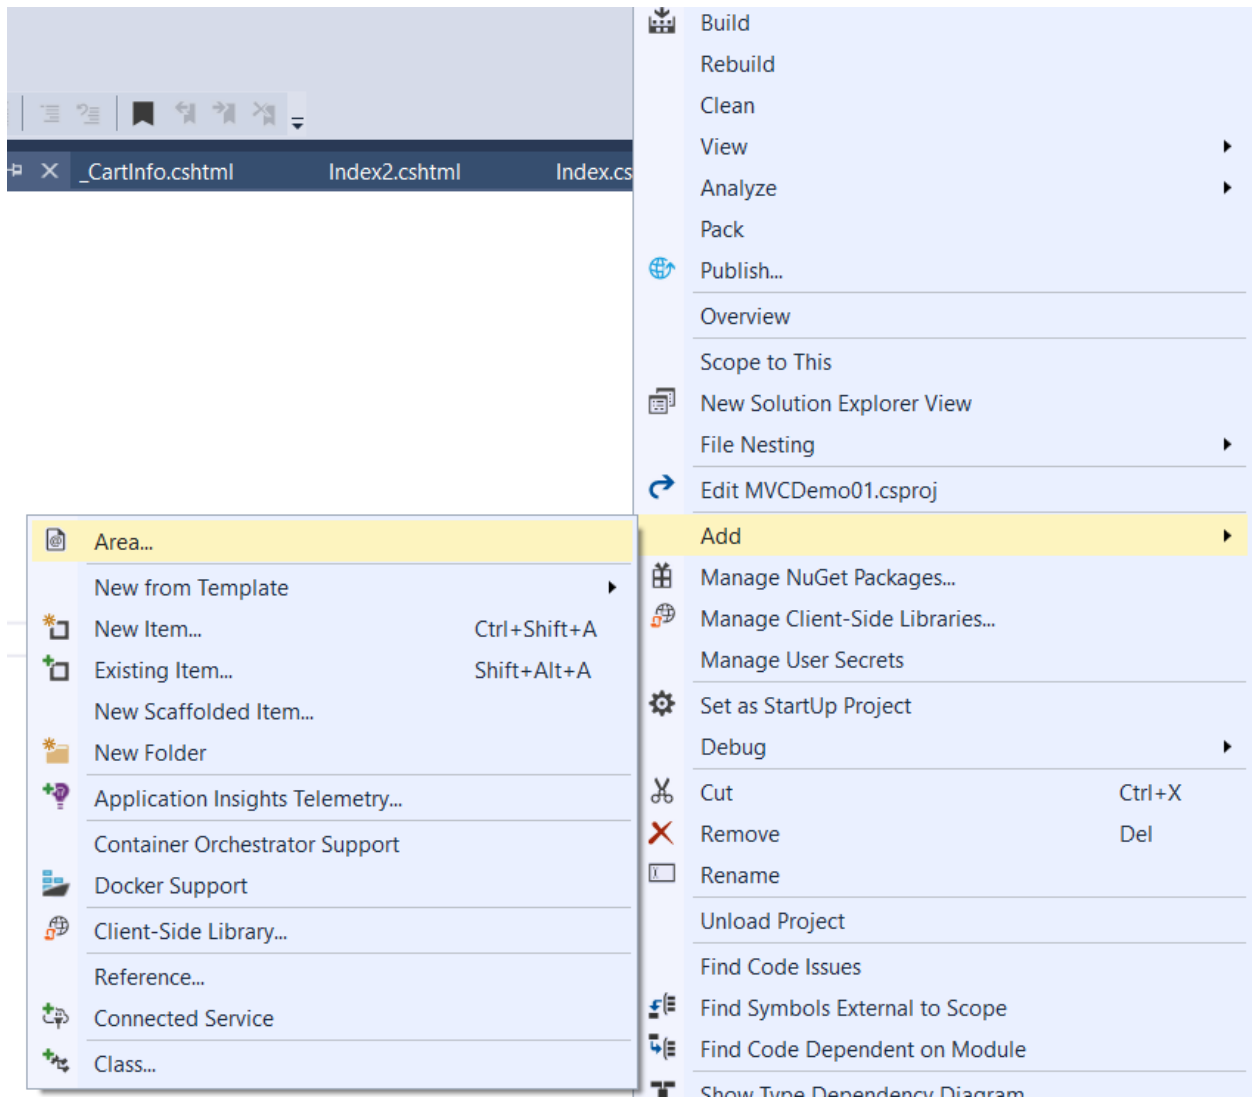 _CartInfo.cshtml
Index2.cshtml
Index.cs
Build
Rebuild
Clean
View
Analyze
Pack
Publish...
Overview
Scope to This
New Solution Explorer View
File Nesting
Edit MVCDemo01.csproj
Add
Manage NuGet Packages...
Manage Client-Side Libraries...
Manage User Secrets
Set as StartUp Project
Debug
Cut Ctrl+X
Remove Del
Rename
Unload Project
Find Code Issues
Find Symbols External to Scope
Find Code Dependent on Module
Show Type Dependency Diagram
Area...
New from Template
New Item... Ctrl+Shift+A
Existing Item... Shift+Alt+A
New Scaffolded Item...
New Folder
Application Insights Telemetry...
Container Orchestrator Support
Docker Support
Client-Side Library...
Reference...
Connected Service
Class...